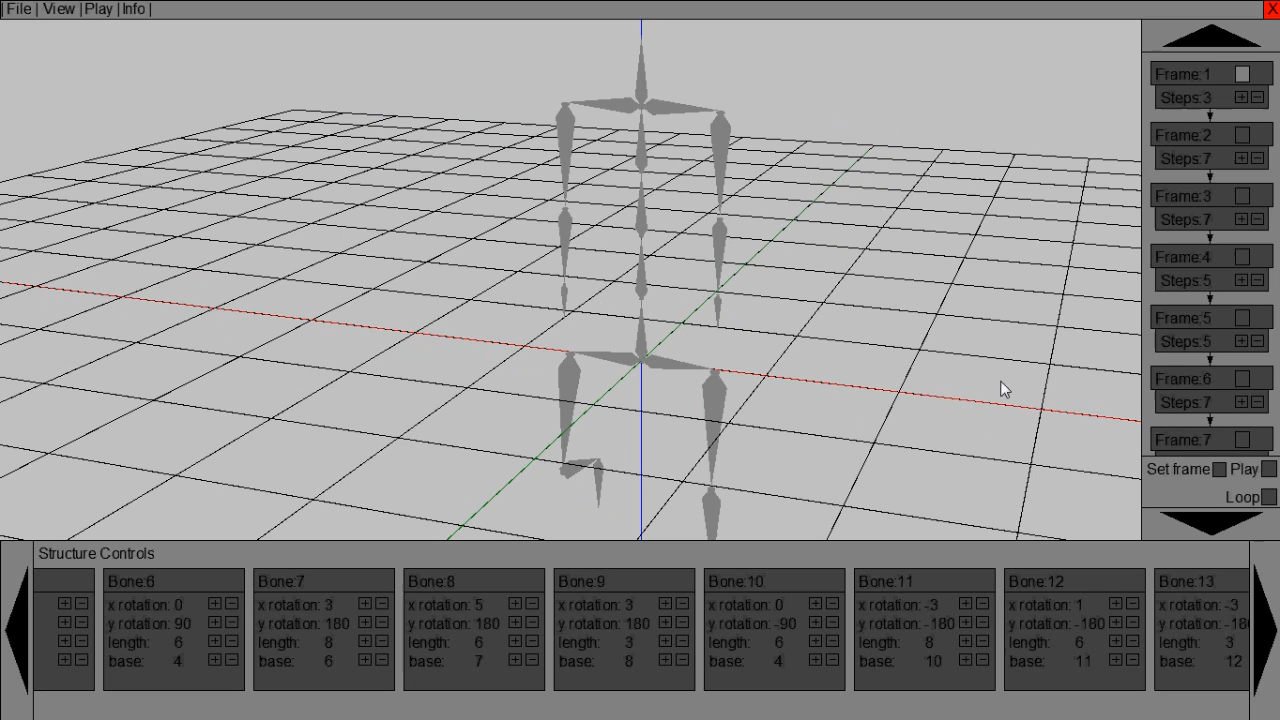 | File | View | Play | Info |
X
Frame:1
Steps:3
Frame:2
Steps:7
Frame:3
Steps:7
Frame:4
Steps:5
Frame:5
Steps:5
Frame:6
Steps:7
Frame:7
Set frame Play
Loop
Structure Controls
Bone:6
x rotation: 0
y rotation: 90
length: 6
base: 4
Bone:7
x rotation: 3
y rotation: 180
length: 8
base: 6
Bone:8
x rotation: 5
y rotation: 180
length: 6
base: 7
Bone:9
x rotation: 3
y rotation: 180
length: 3
base: 8
Bone:10
x rotation: 0
y rotation: -90
length: 6
base: 4
Bone:11
x rotation: -3
y rotation: -180
length: 8
base: 10
Bone:12
x rotation: 1
y rotation: -180
length: 6
base: 11
Bone:13
x rotation: -3
y rotation: -18
length: 3
base: 12